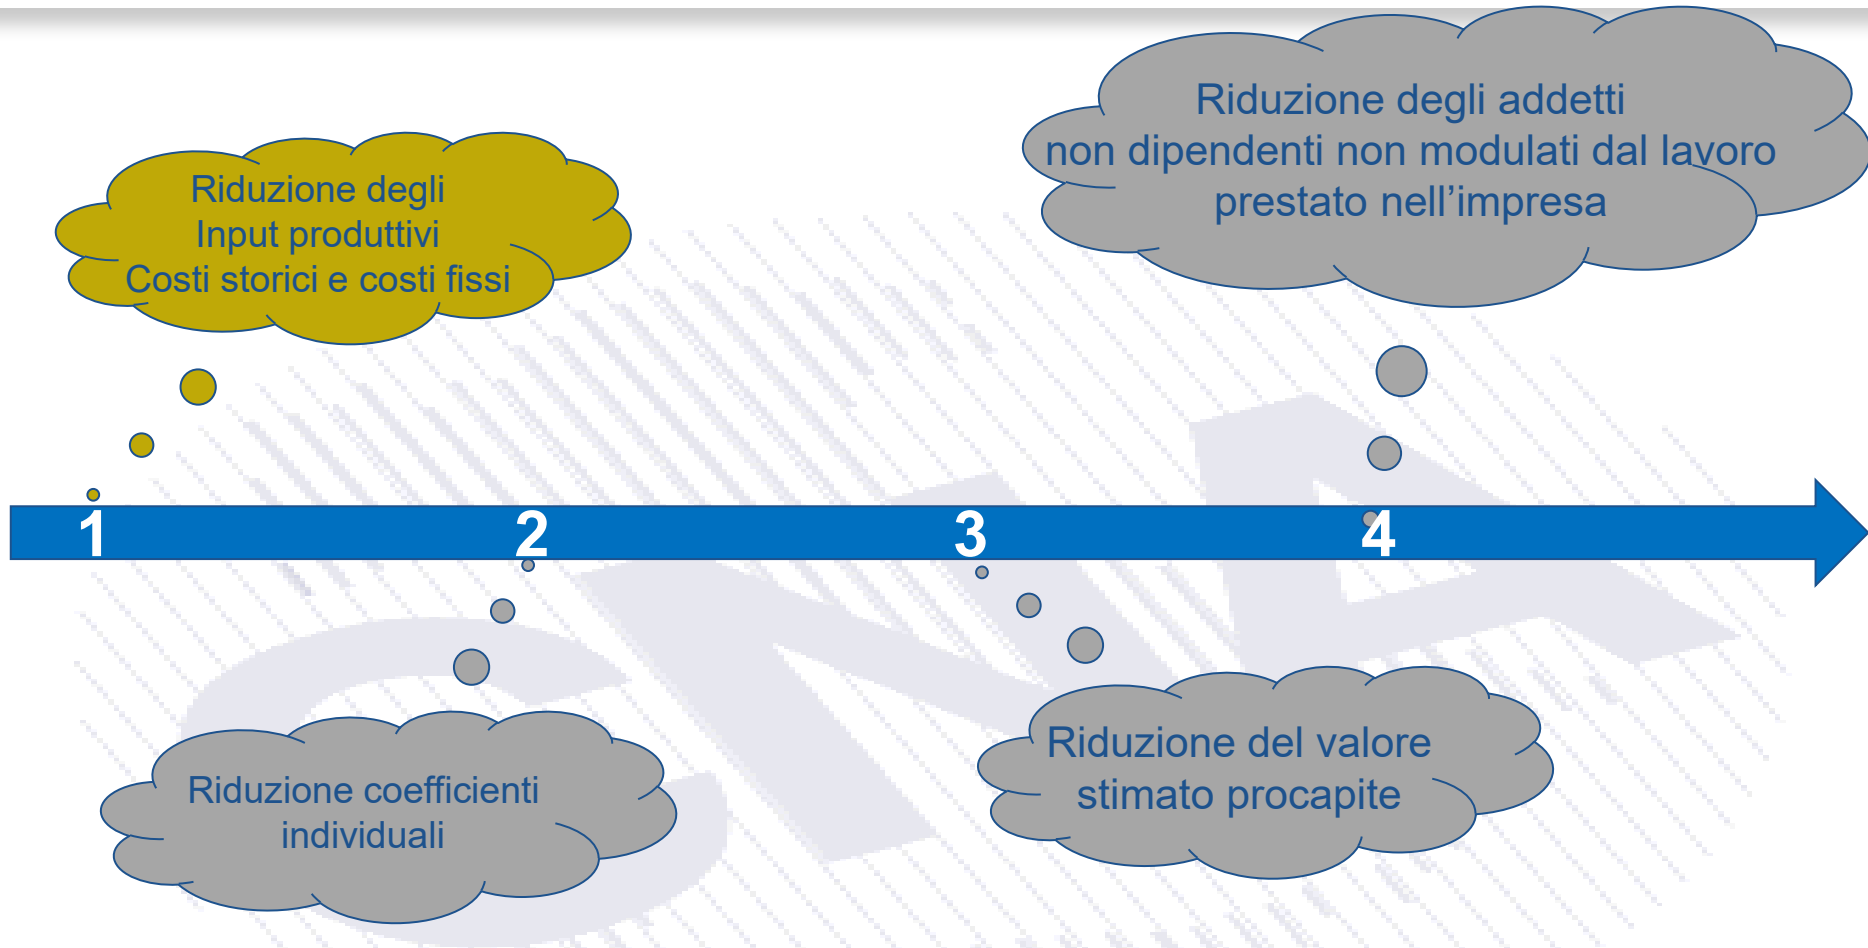 Riduzione degli
Input produttivi
Costi storici e costi fissi
Riduzione degli addetti
non dipendenti non modulati dal lavoro
prestato nell'impresa
1
2
3
4
Riduzione coefficienti
individuali
Riduzione del valore
stimato procapite
CNA